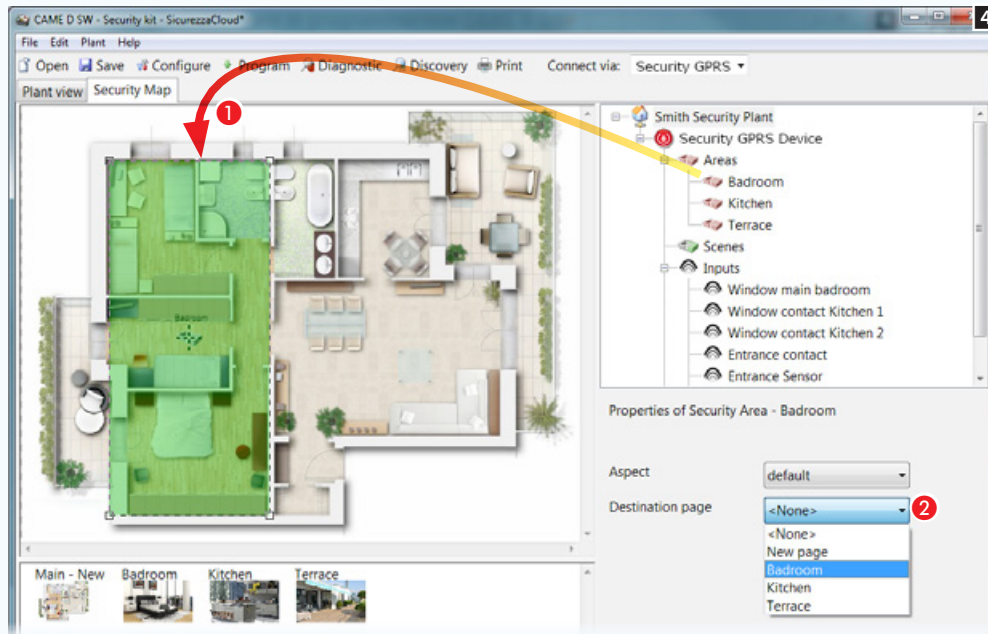 CAME D SW - Security kit - SicurezzaCloud*
4
File Edit Plant Help
Open Save Configure Program Diagnostic Discovery Print Connect via: Security GPRS
Plant view Security Map
1
Badroom
Smith Security Plant
Security GPRS Device
Areas
Badroom
Kitchen
Terrace
Scenes
Inputs
Window main badroom
Window contact Kitchen 1
Window contact Kitchen 2
Entrance contact
Entrance Sensor
Properties of Security Area - Badroom
Aspect default
Destination page <None> 2
<None>
New page
Badroom
Kitchen
Terrace
Main - New Badroom Kitchen Terrace